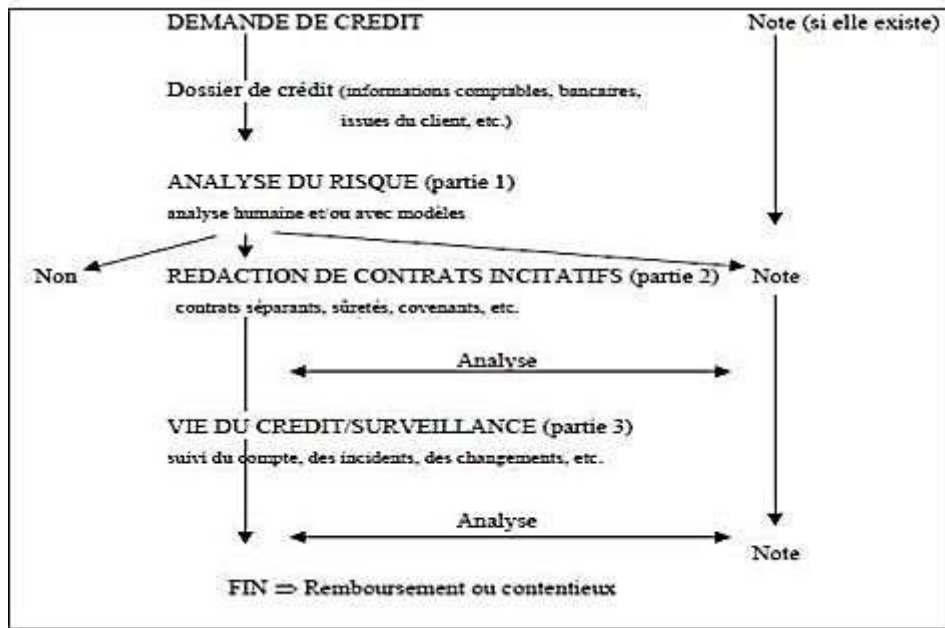 DEMANDE DE CREDIT
Note (si elle existe)
Dossier de crédit (informations comptables, bancaires,
issues du client, etc.)
ANALYSE DU RISQUE (partie 1)
analyse humaine et/ou avec modèles
Non
REDACTION DE CONTRATS INCITATIFS (partie 2)
Note
contrats séparants, sûretés, covenants, etc.
Analyse
VIE DU CREDIT/SURVEILLANCE (partie 3)
suivi du compte, des incidents, des changements, etc.
Analyse
Note
FIN ⇒ Remboursement ou contentieux